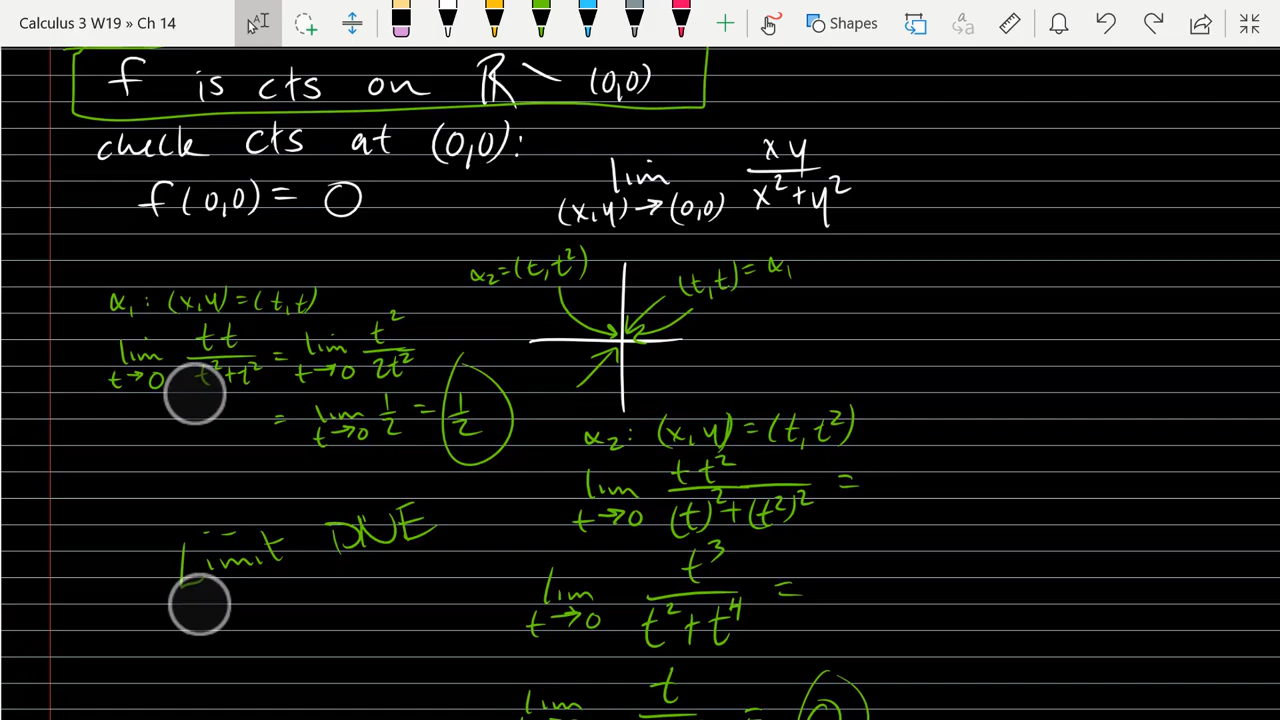 Calculus 3 W19 » Ch 14
Shapes
f is cts on ℝ \ (0,0)
check cts at (0,0):
f(0,0) = 0
lim (x,y)→(0,0) xy / x²+y²
α₂=(t,t²)
(t,t)=α₁
α₁: (x,y)=(t,t)
lim t→0 tt / t²+t² = lim t→0 t² / 2t²
= lim t→0 1/2 = 1/2
α₂: (x,y)=(t,t²)
lim t→0 tt² / (t)²+(t²)² =
Limit DNE
lim t→0 t³ / t²+t⁴ =
lim t =